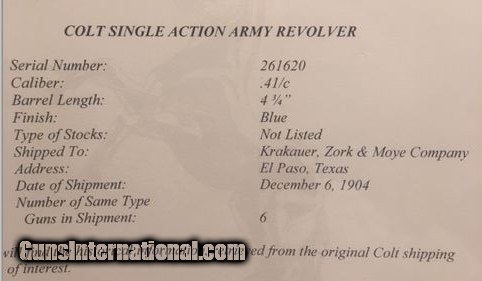 COLT SINGLE ACTION ARMY REVOLVER
Serial Number: 261620
Caliber: .41/c
Barrel Length: 4 ¾”
Finish: Blue
Type of Stocks: Not Listed
Shipped To: Krakauer, Zork & Moye Company
Address: El Paso, Texas
Date of Shipment: December 6, 1904
Number of Same Type
Guns in Shipment: 6
GunsInternational.com
from the original Colt shipping
of interest.